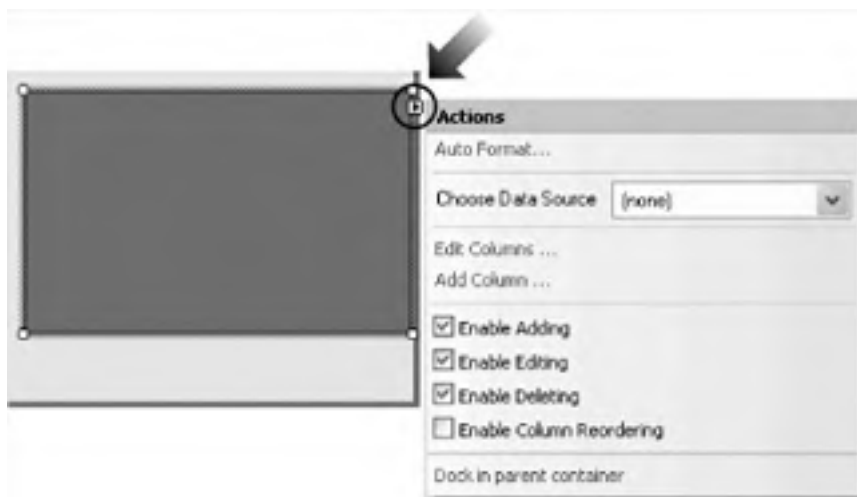 Actions
Auto Format...
Choose Data Source (none)
Edit Columns ...
Add Column ...
Enable Adding
Enable Editing
Enable Deleting
Enable Column Reordering
Dock in parent container